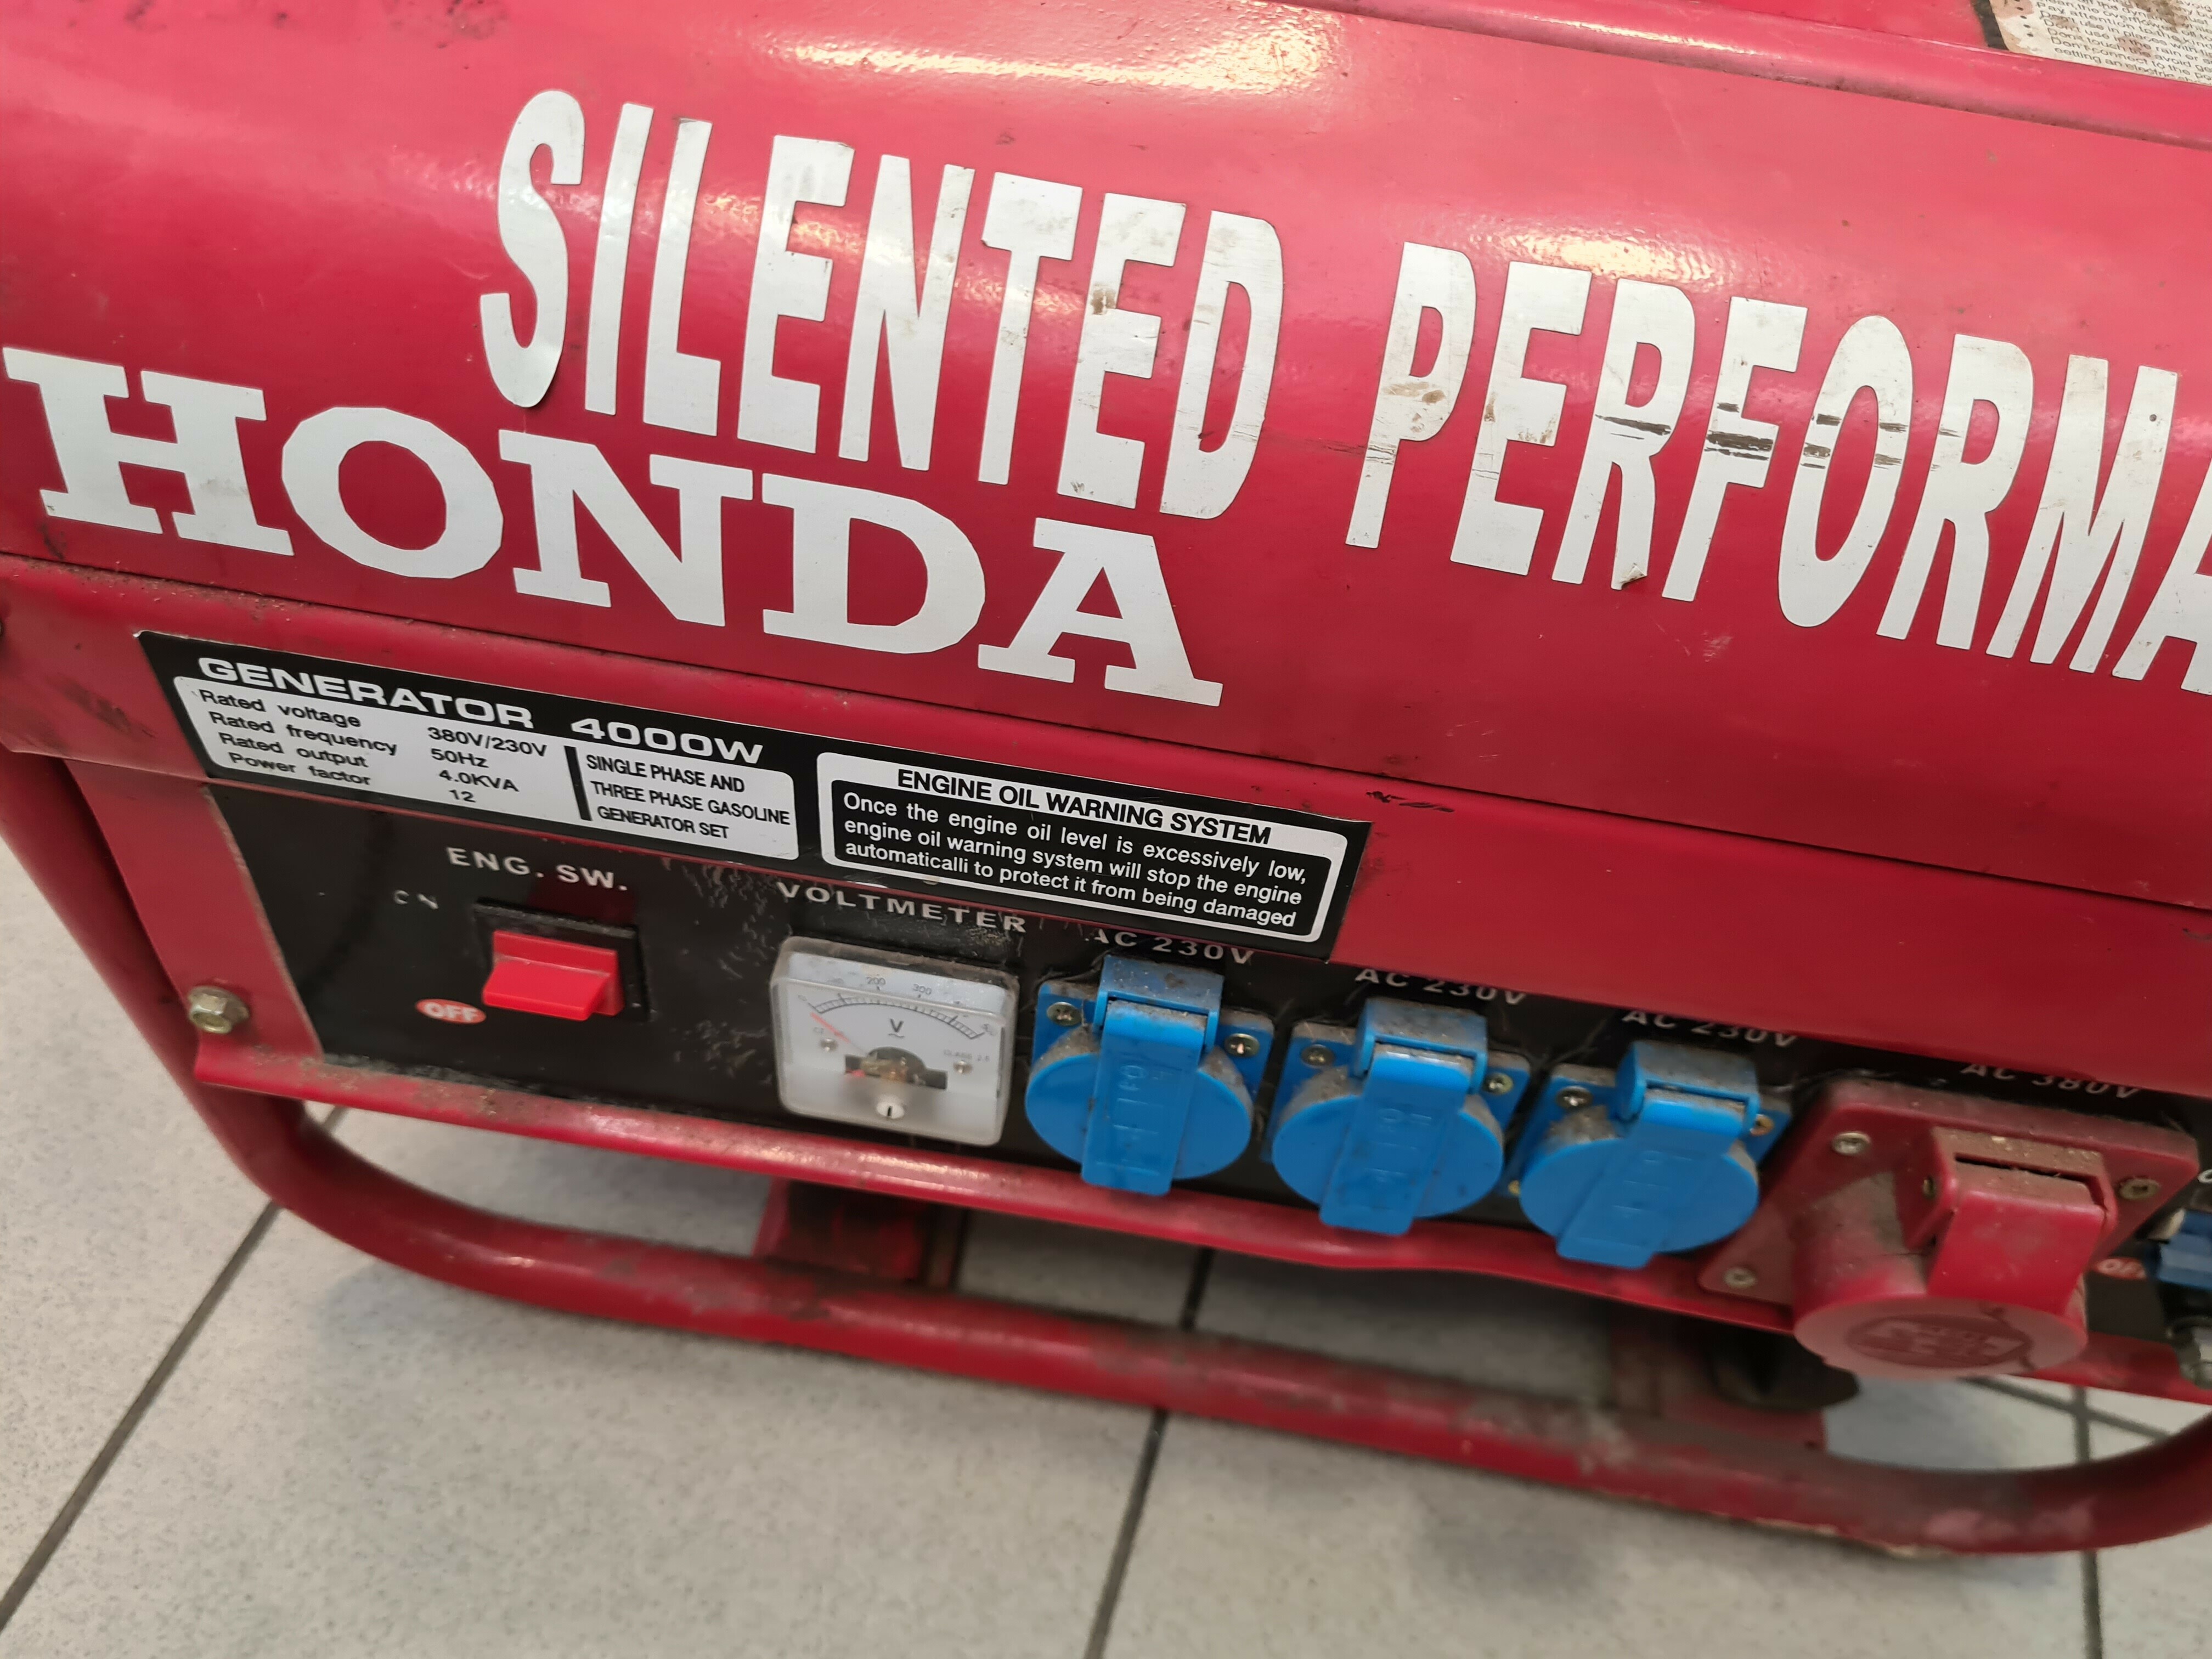 SILENTED PERFORMA
HONDA
GENERATOR 4000W
Rated voltage 380V/230V
Rated frequency 50Hz
Rated output 4.0KVA
Power factor 12
SINGLE PHASE AND
THREE PHASE GASOLINE
GENERATOR SET
ENGINE OIL WARNING SYSTEM
Once the engine oil level is excessively low,
engine oil warning system will stop the engine
automaticalli to protect it from being damaged
ENG. SW.
ON
OFF
VOLTMETER
200 300
V
AC 230V
AC 230V
AC 230V
AC 380V
OFF